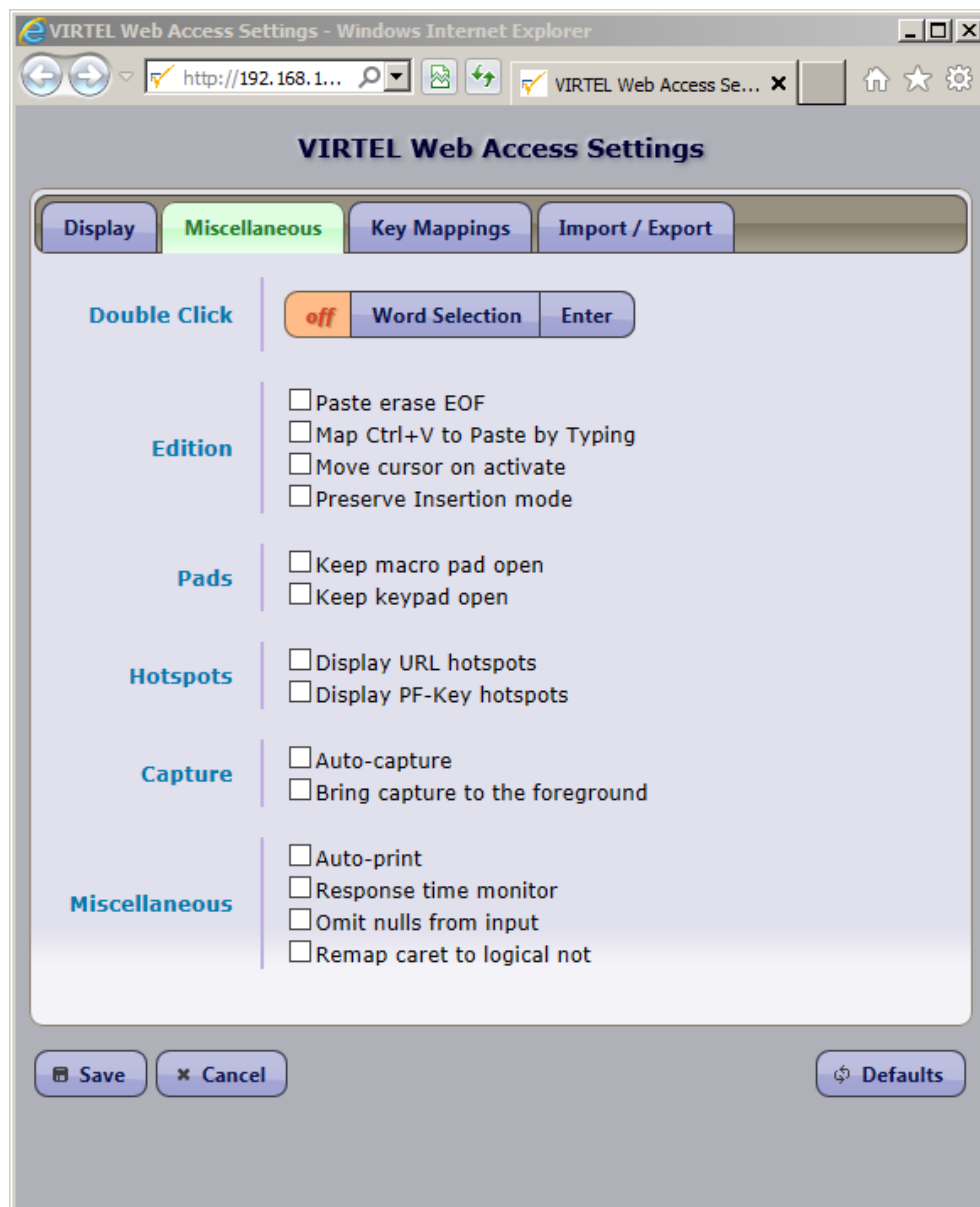 VIRTEL Web Access Settings - Windows Internet Explorer
http://192.168.1...
VIRTEL Web Access Se...
VIRTEL Web Access Settings
Display Miscellaneous Key Mappings Import / Export
Double Click off Word Selection Enter
Edition
Paste erase EOF
Map Ctrl+V to Paste by Typing
Move cursor on activate
Preserve Insertion mode
Pads
Keep macro pad open
Keep keypad open
Hotspots
Display URL hotspots
Display PF-Key hotspots
Capture
Auto-capture
Bring capture to the foreground
Miscellaneous
Auto-print
Response time monitor
Omit nulls from input
Remap caret to logical not
Save Cancel Defaults